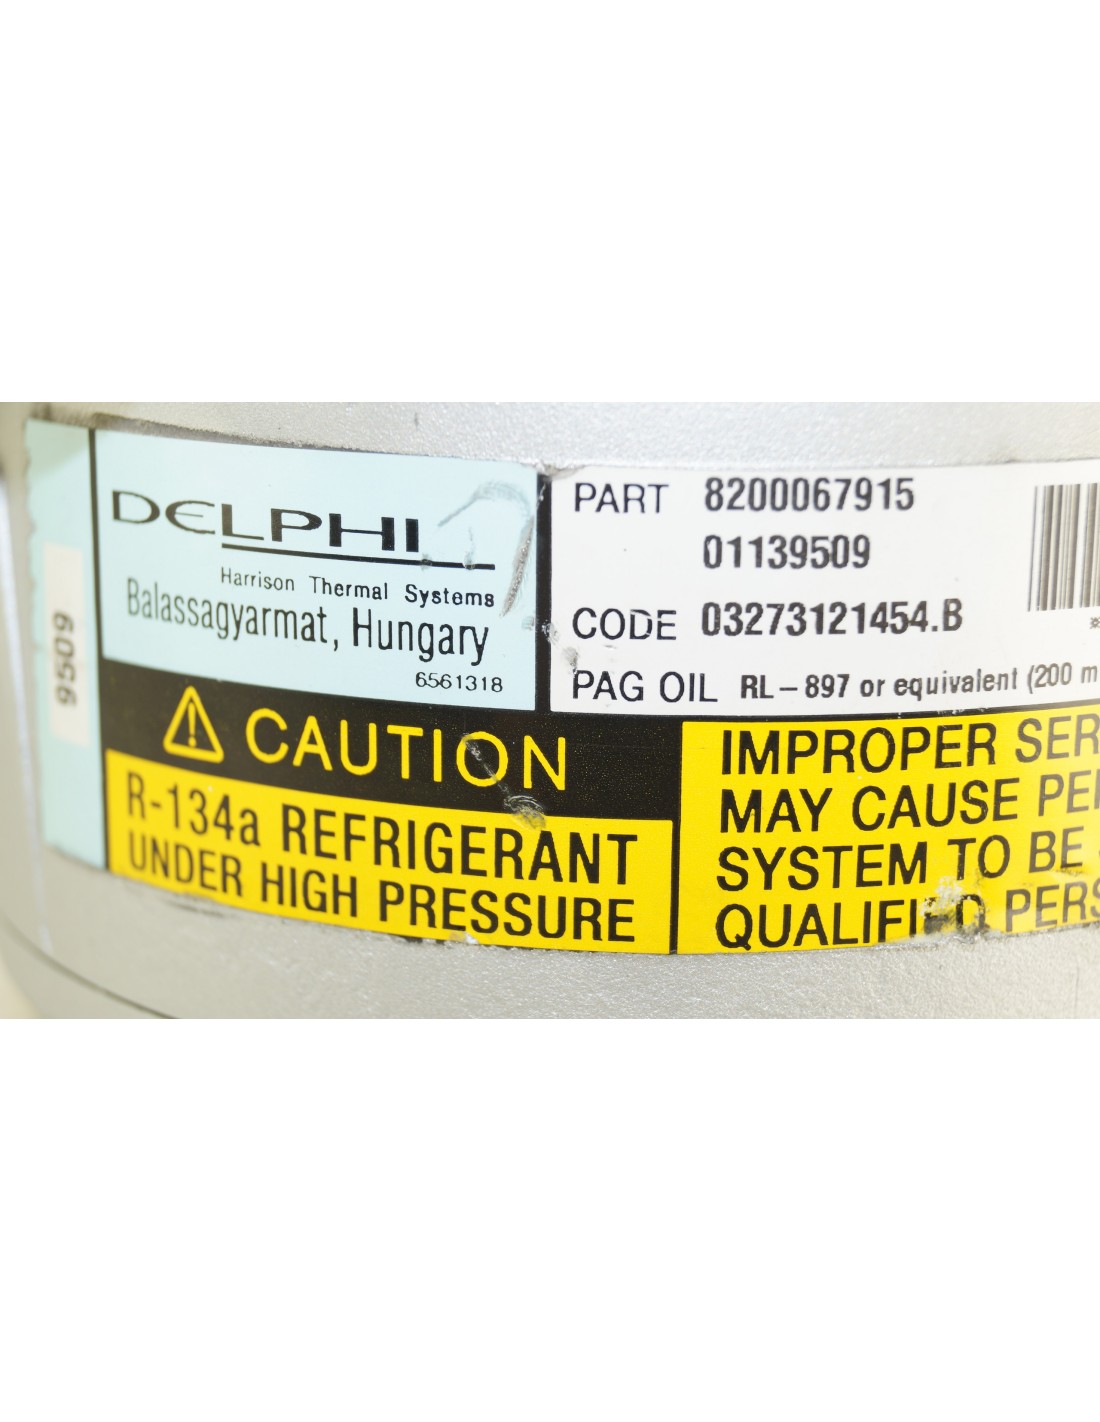 9509
DELPHI
Harrison Thermal Systems
Balassagyarmat, Hungary
6561318
PART 8200067915
01139509
CODE 03273121454.B
PAG OIL RL-897 or equivalent (200 m
CAUTION
R-134a REFRIGERANT
UNDER HIGH PRESSURE
IMPROPER SER
MAY CAUSE PE
SYSTEM TO BE
QUALIFIED PERS